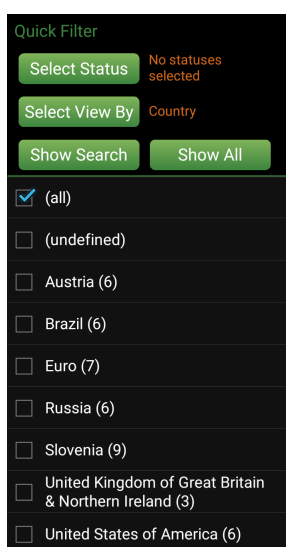 Quick Filter
Select Status
No statuses
selected
Select View By
Country
Show Search
Show All
(all)
(undefined)
Austria (6)
Brazil (6)
Euro (7)
Russia (6)
Slovenia (9)
United Kingdom of Great Britain
& Northern Ireland (3)
United States of America (6)